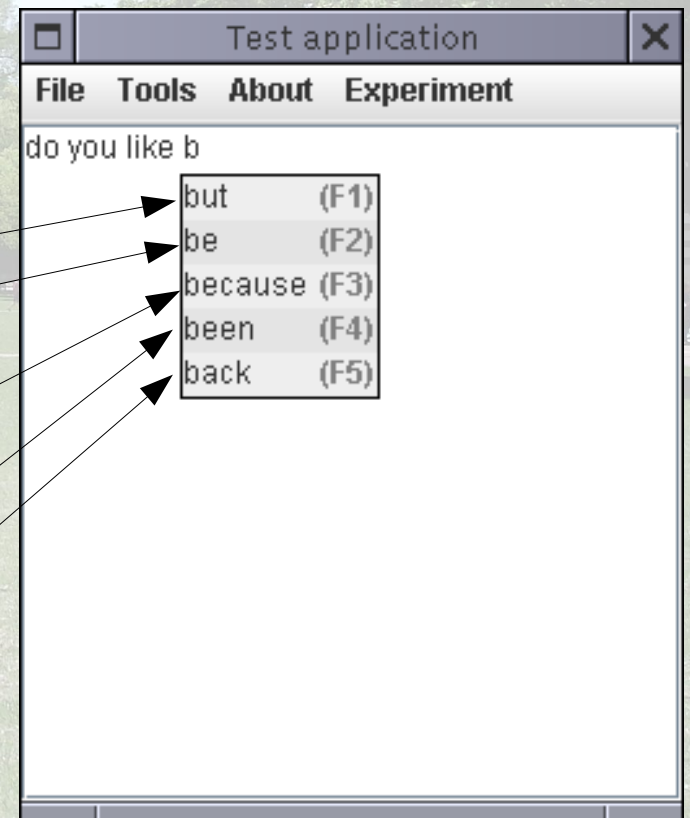 Test application
File Tools About Experiment
do you like b
but (F1)
be (F2)
because (F3)
been (F4)
back (F5)